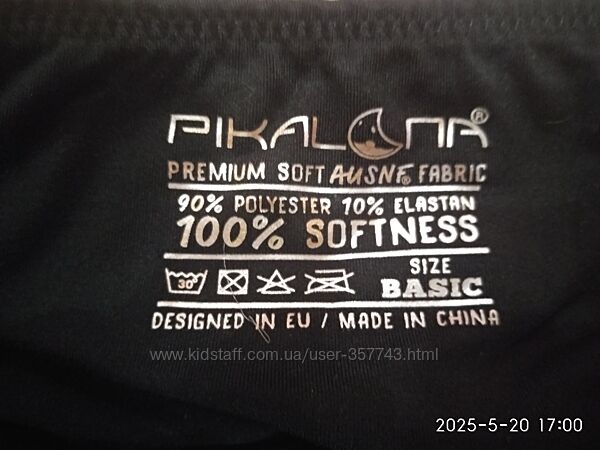 PIKALONA®
PREMIUM SOFT AUSNF® FABRIC
90% POLYESTER 10% ELASTAN
100% SOFTNESS
30°
SIZE
BASIC
DESIGNED IN EU / MADE IN CHINA
www.kidstaff.com.ua/user-357743.html
2025-5-20 17:00